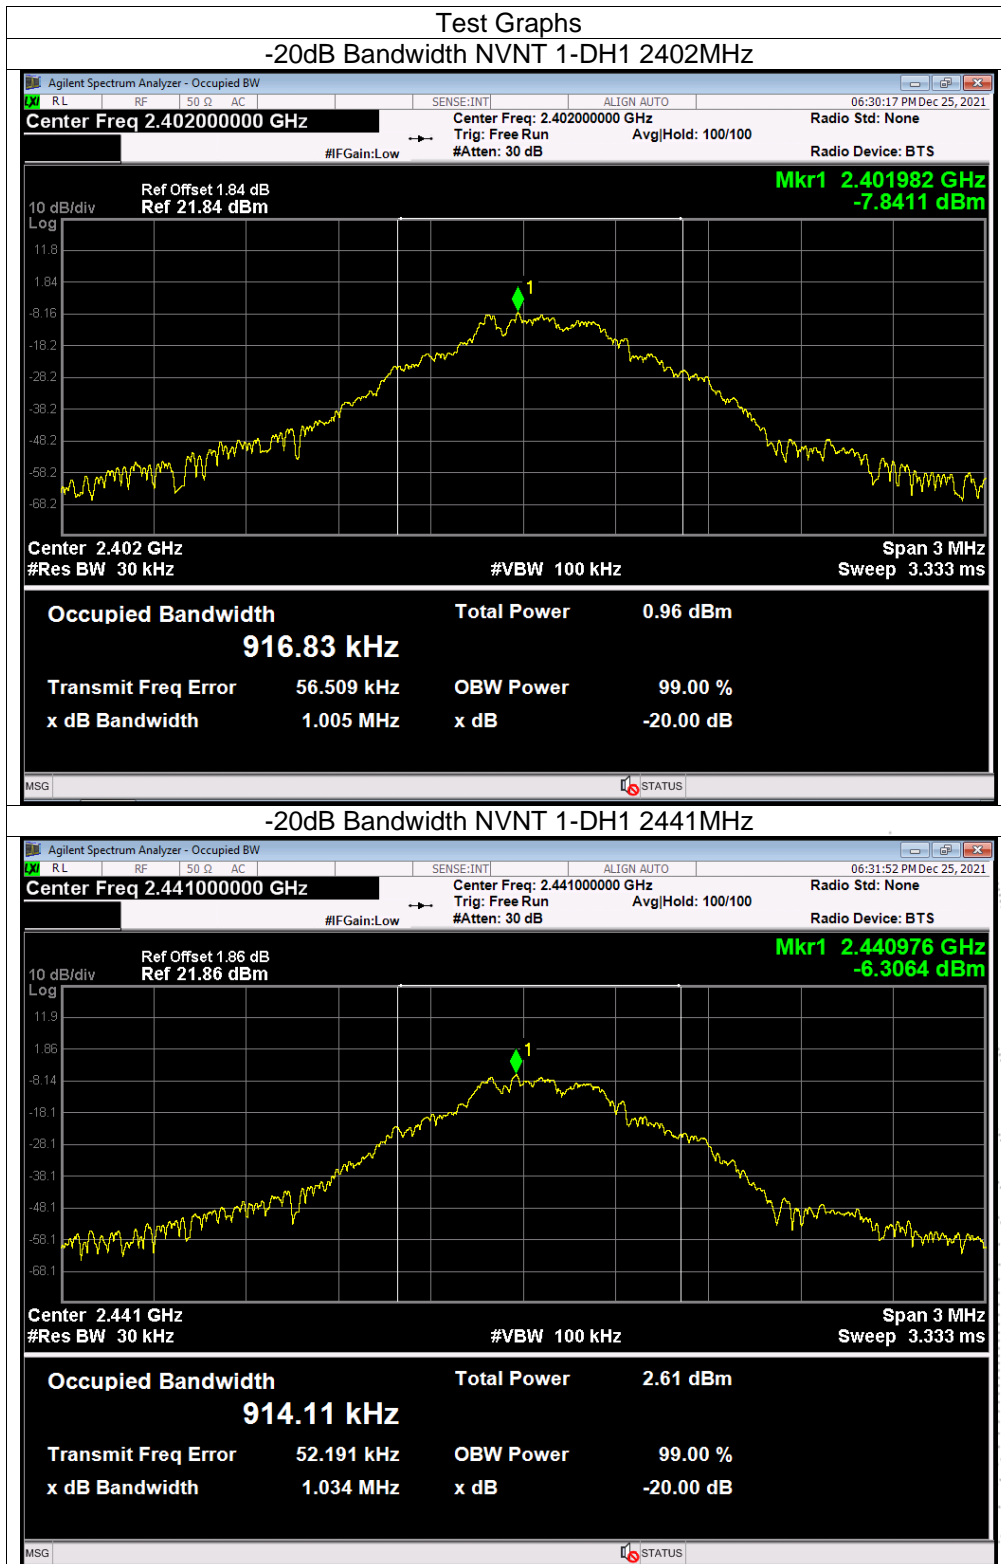 Test Graphs
-20dB Bandwidth NVNT 1-DH1 2402MHz
Agilent Spectrum Analyzer - Occupied BW
LXI RL RF 50 Ω AC SENSE:INT ALIGN AUTO 06:30:17 PM Dec 25, 2021
Center Freq 2.402000000 GHz Center Freq: 2.402000000 GHz Radio Std: None
Trig: Free Run Avg|Hold: 100/100
#IFGain:Low #Atten: 30 dB Radio Device: BTS
Mkr1 2.401982 GHz
-7.8411 dBm
Ref Offset 1.84 dB
10 dB/div Ref 21.84 dBm
Log
11.8
1.84
1
-8.16
-18.2
-28.2
-38.2
-48.2
-58.2
-68.2
Center 2.402 GHz Span 3 MHz
#Res BW 30 kHz #VBW 100 kHz Sweep 3.333 ms
Occupied Bandwidth Total Power 0.96 dBm
916.83 kHz
Transmit Freq Error 56.509 kHz OBW Power 99.00 %
x dB Bandwidth 1.005 MHz x dB -20.00 dB
MSG STATUS
-20dB Bandwidth NVNT 1-DH1 2441MHz
Agilent Spectrum Analyzer - Occupied BW
LXI RL RF 50 Ω AC SENSE:INT ALIGN AUTO 06:31:52 PM Dec 25, 2021
Center Freq 2.441000000 GHz Center Freq: 2.441000000 GHz Radio Std: None
Trig: Free Run Avg|Hold: 100/100
#IFGain:Low #Atten: 30 dB Radio Device: BTS
Mkr1 2.440976 GHz
-6.3064 dBm
Ref Offset 1.86 dB
10 dB/div Ref 21.86 dBm
Log
11.9
1.86
1
-8.14
-18.1
-28.1
-38.1
-48.1
-58.1
-68.1
Center 2.441 GHz Span 3 MHz
#Res BW 30 kHz #VBW 100 kHz Sweep 3.333 ms
Occupied Bandwidth Total Power 2.61 dBm
914.11 kHz
Transmit Freq Error 52.191 kHz OBW Power 99.00 %
x dB Bandwidth 1.034 MHz x dB -20.00 dB
MSG STATUS